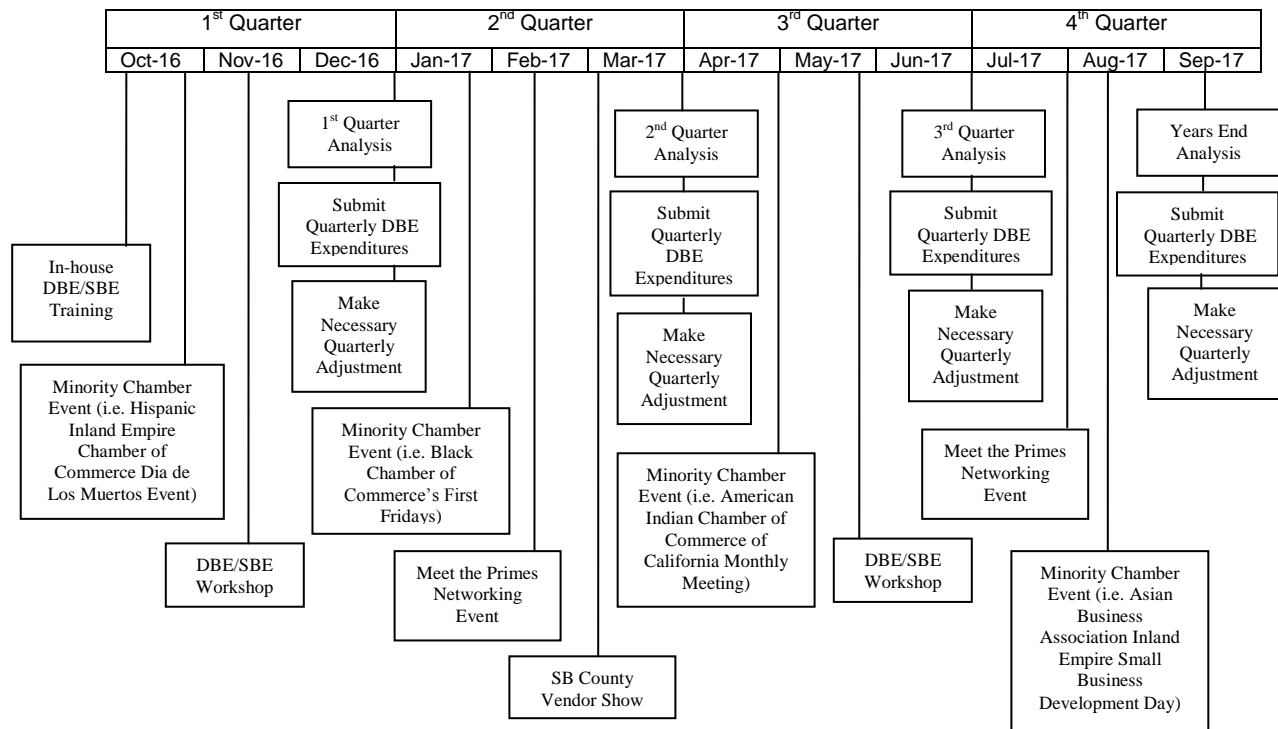 1st Quarter 2nd Quarter 3rd Quarter 4th Quarter
Oct-16 Nov-16 Dec-16 Jan-17 Feb-17 Mar-17 Apr-17 May-17 Jun-17 Jul-17 Aug-17 Sep-17
1st Quarter
Analysis
Submit
Quarterly DBE
Expenditures
Make
Necessary
Quarterly
Adjustment
2nd Quarter
Analysis
Submit
Quarterly
DBE
Expenditures
Make
Necessary
Quarterly
Adjustment
3rd Quarter
Analysis
Submit
Quarterly DBE
Expenditures
Make
Necessary
Quarterly
Adjustment
Years End
Analysis
Submit
Quarterly DBE
Expenditures
Make
Necessary
Quarterly
Adjustment
In-house
DBE/SBE
Training
Minority Chamber
Event (i.e. Hispanic
Inland Empire
Chamber of
Commerce Dia de
Los Muertos Event)
DBE/SBE
Workshop
Minority Chamber
Event (i.e. Black
Chamber of
Commerce's First
Fridays)
Meet the Primes
Networking
Event
SB County
Vendor Show
Minority Chamber
Event (i.e. American
Indian Chamber of
Commerce of
California Monthly
Meeting)
DBE/SBE
Workshop
Meet the Primes
Networking
Event
Minority Chamber
Event (i.e. Asian
Business
Association Inland
Empire Small
Business
Development Day)